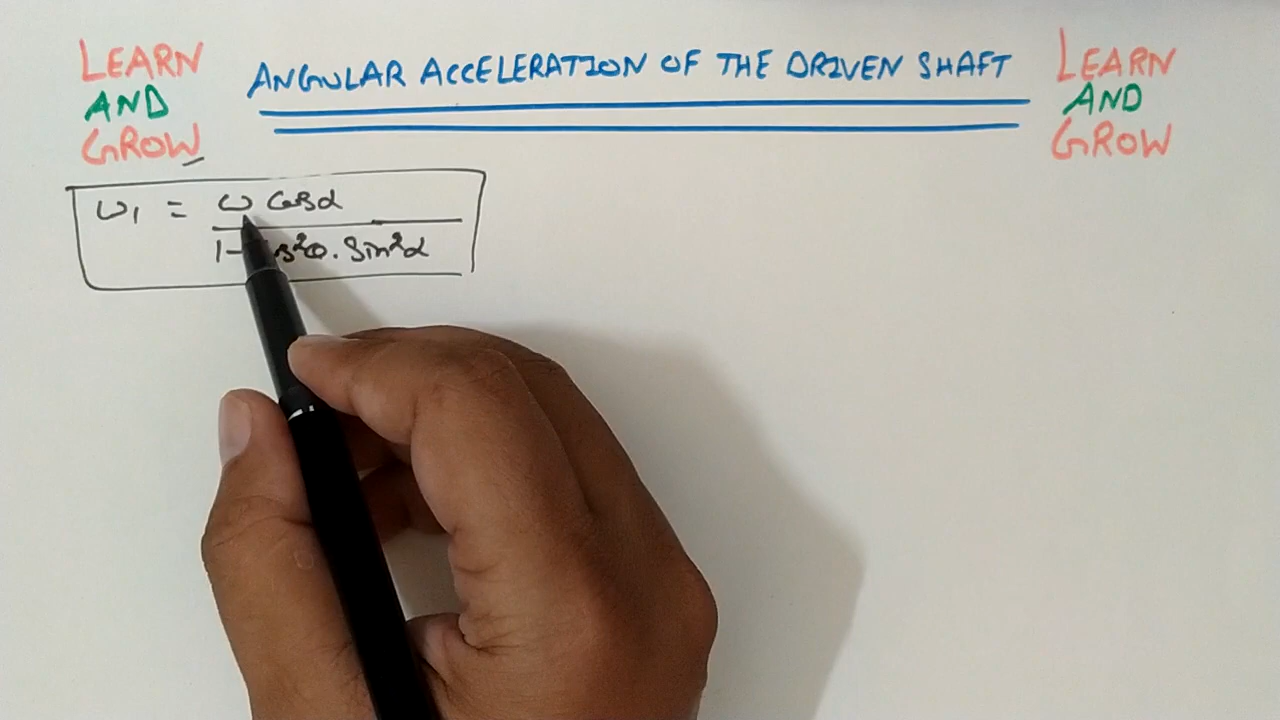 LEARN
AND
GROW
ANGULAR ACCELERATION OF THE DRIVEN SHAFT
LEARN
AND
GROW
ω₁ = ω Cosα
1- s²θ . Sin²α